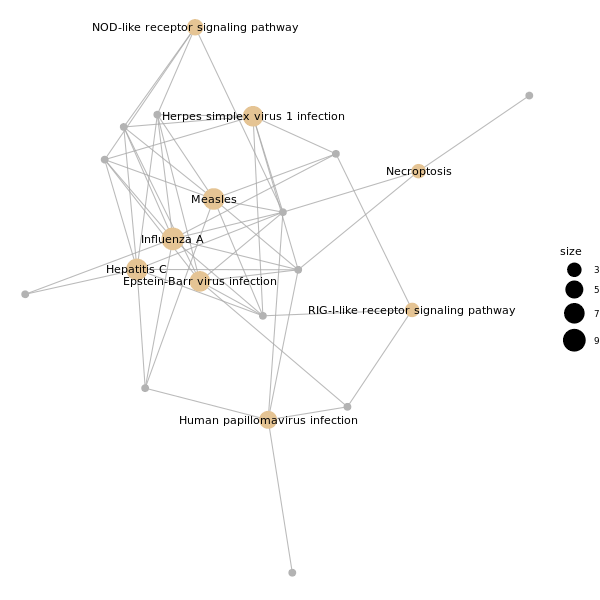 NOD-like receptor signaling pathway
Herpes simplex virus 1 infection
Necroptosis
Measles
Influenza A
Hepatitis C
Epstein-Barr virus infection
RIG-I-like receptor signaling pathway
Human papillomavirus infection
size
3
5
7
9